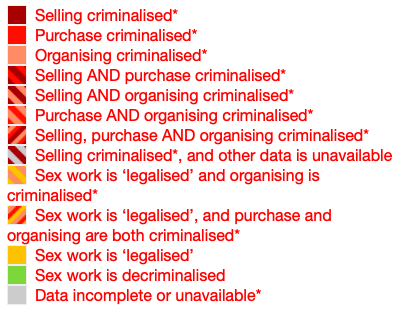 Selling criminalised*
Purchase criminalised*
Organising criminalised*
Selling AND purchase criminalised*
Selling AND organising criminalised*
Purchase AND organising criminalised*
Selling, purchase AND organising criminalised*
Selling criminalised*, and other data is unavailable
Sex work is ‘legalised’ and organising is
criminalised*
Sex work is ‘legalised’, and purchase and
organising are both criminalised*
Sex work is ‘legalised’
Sex work is decriminalised
Data incomplete or unavailable*